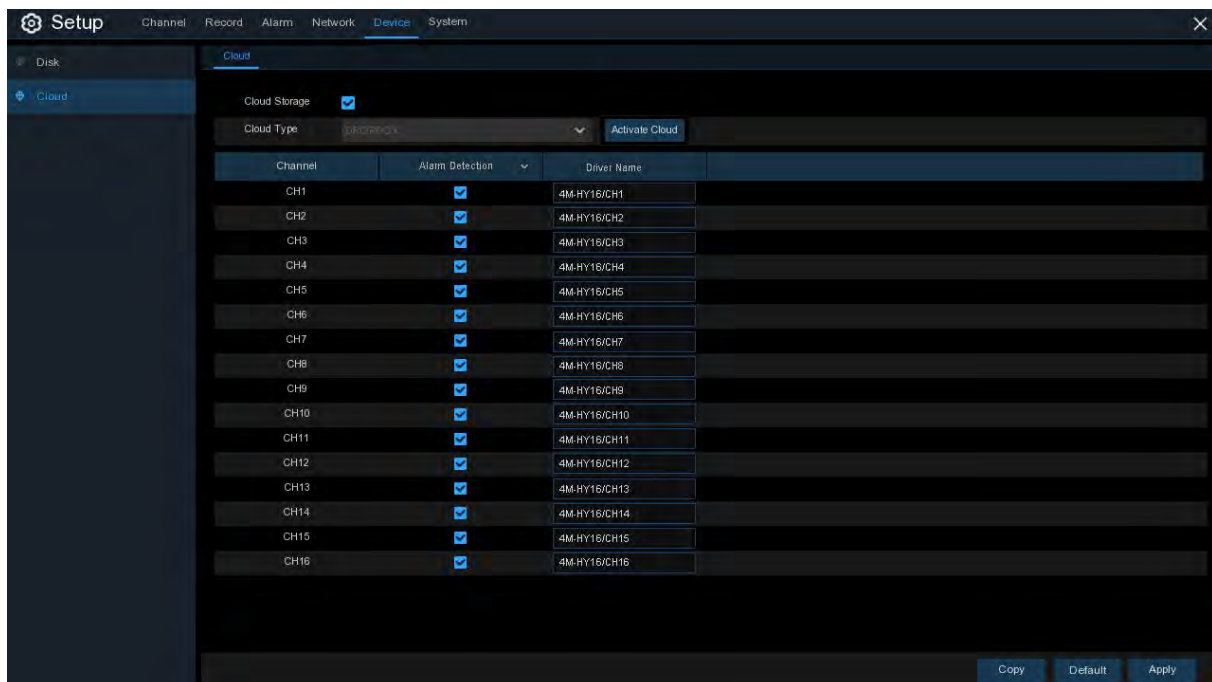 Setup Channel Record Alarm Network Device System
Disk
Cloud
Cloud
Cloud Storage
Cloud Type DROPBOX Activate Cloud
Channel Alarm Detection Driver Name
CH1 4M-HY16/CH1
CH2 4M-HY16/CH2
CH3 4M-HY16/CH3
CH4 4M-HY16/CH4
CH5 4M-HY16/CH5
CH6 4M-HY16/CH6
CH7 4M-HY16/CH7
CH8 4M-HY16/CH8
CH9 4M-HY16/CH9
CH10 4M-HY16/CH10
CH11 4M-HY16/CH11
CH12 4M-HY16/CH12
CH13 4M-HY16/CH13
CH14 4M-HY16/CH14
CH15 4M-HY16/CH15
CH16 4M-HY16/CH16
Copy Default Apply